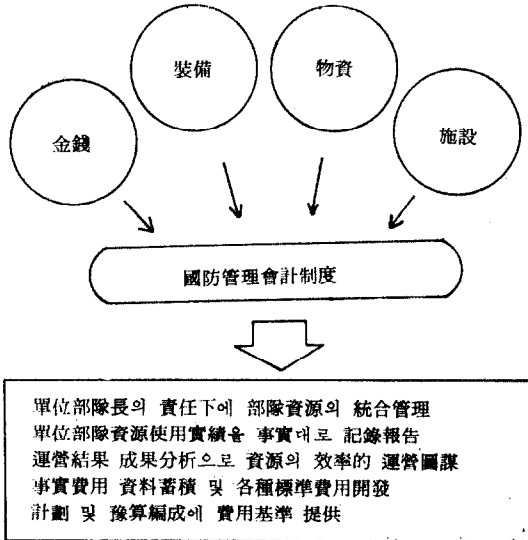 金錢
裝備
物資
施設
國防管理會計制度
單位部隊長의 責任下에 部隊資源의 統合管理
單位部隊資源使用實績을 事實대로 記錄報告
運營結果 成果分析으로 資源의 效率的 運營圖謀
事實費用 資料蓄積 및 各種標準費用開發
計劃 및 豫算編成에 費用基準 提供